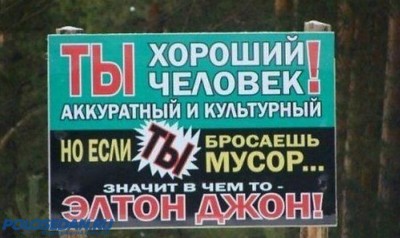 ТЫ ХОРОШИЙ
ЧЕЛОВЕК!
АККУРАТНЫЙ И КУЛЬТУРНЫЙ
НО ЕСЛИ ТЫ БРОСАЕШЬ
МУСОР...
ЗНАЧИТ В ЧЕМ ТО -
ЭЛТОН ДЖОН!